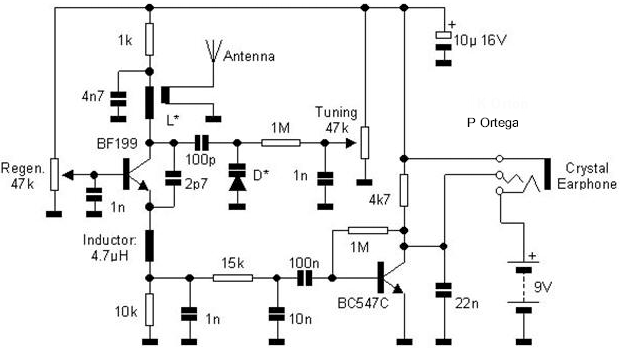 1k
10µ 16V
+
Antenna
4n7
L*
P Ortega
Tuning
47k
BF199
1M
100p
Regen.
47k
2p7
D*
1n
1n
Crystal
Earphone
4k7
Inductor:
4.7µH
1M
15k
100n
+
10k
1n
10n
BC547C
22n
9V